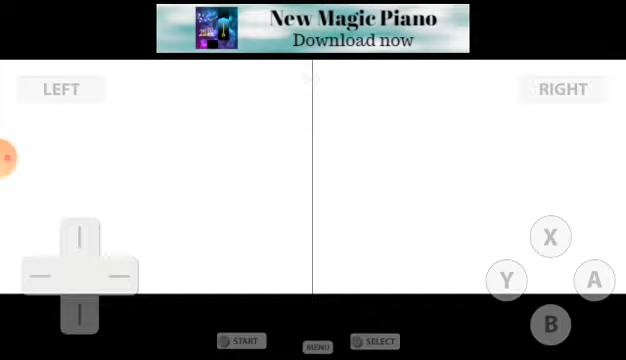 New Magic Piano
Download now
LEFT
RIGHT
X
Y
A
B
START
MENU
SELECT